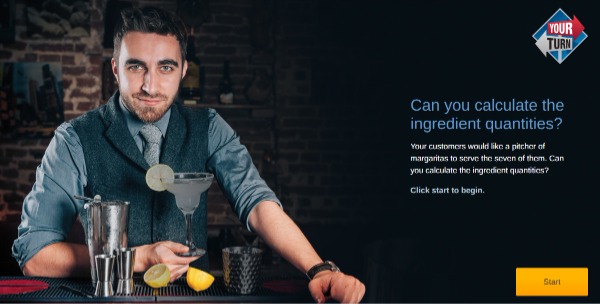 YOUR
TURN
Can you calculate the
ingredient quantities?
Your customers would like a pitcher of
margaritas to serve the seven of them. Can
you calculate the ingredient quantities?
Click start to begin.
Start